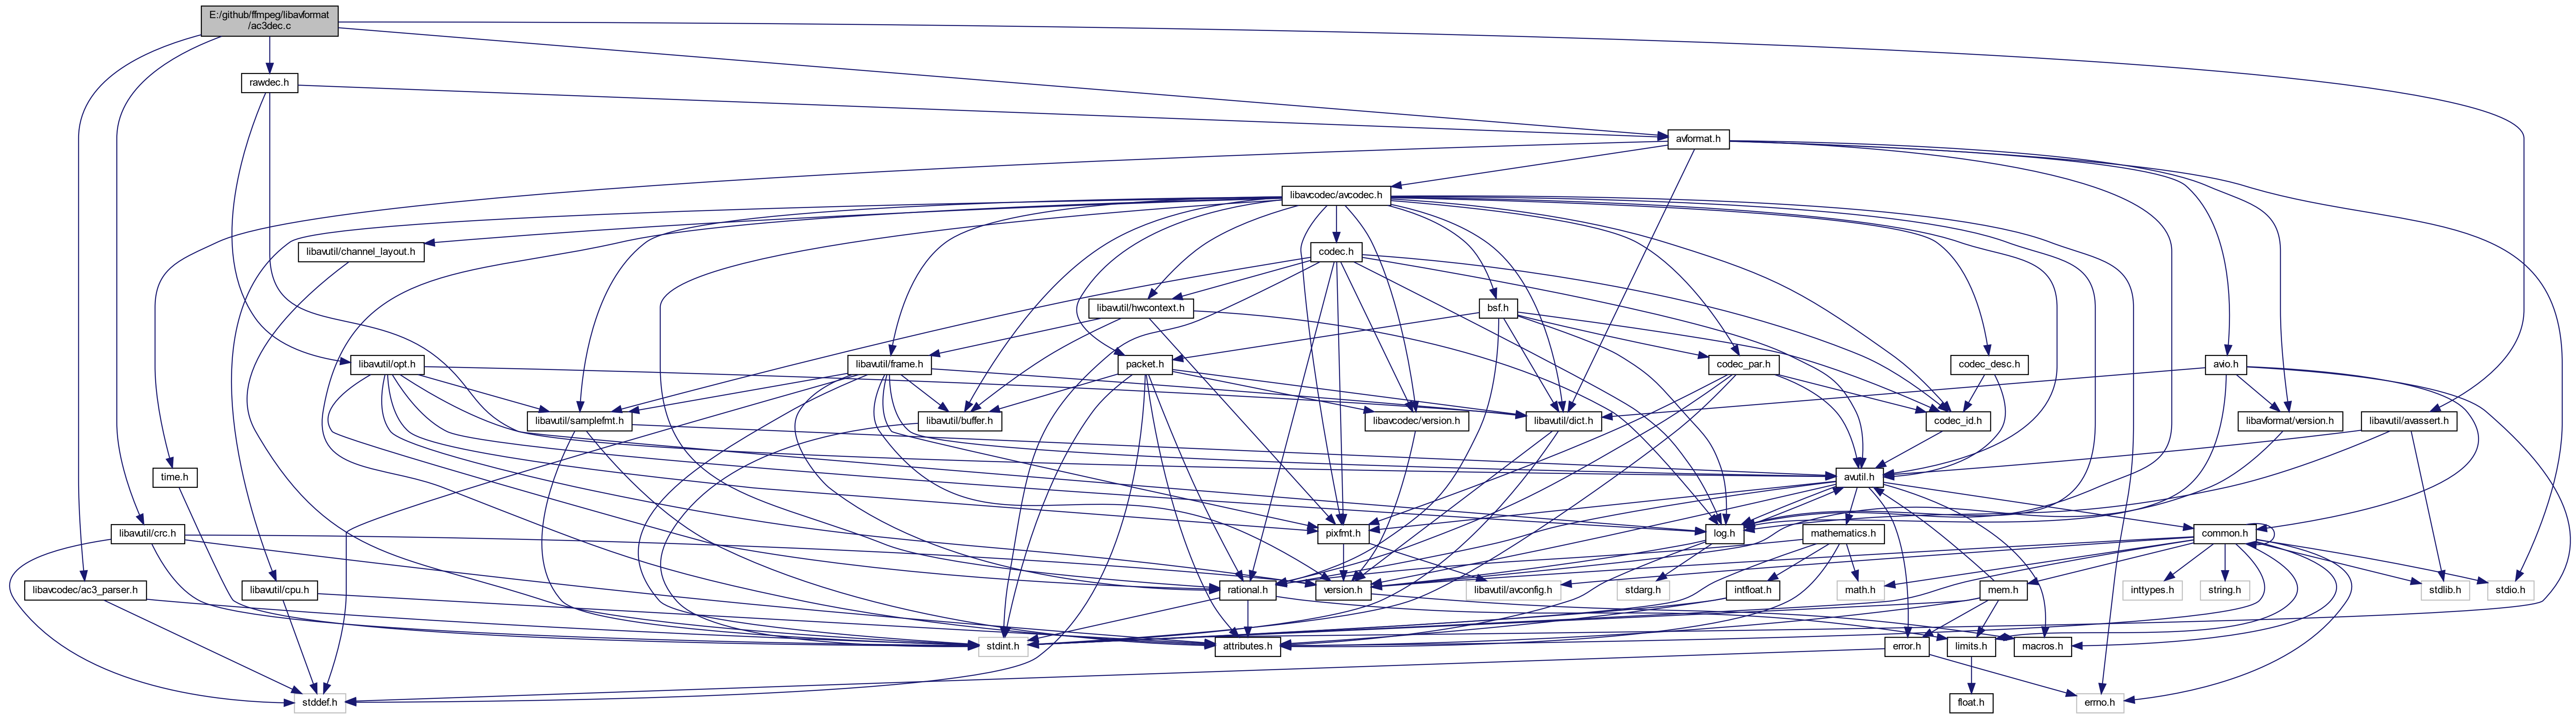 E:/github/ffmpeg/libavformat
/ac3dec.c
rawdec.h
avformat.h
libavcodec/avcodec.h
libavutil/channel_layout.h
codec.h
libavutil/hwcontext.h
bsf.h
libavutil/opt.h
libavutil/frame.h
packet.h
codec_par.h
codec_desc.h
avio.h
libavutil/samplefmt.h
libavutil/buffer.h
libavcodec/version.h
libavutil/dict.h
codec_id.h
libavformat/version.h
libavutil/avassert.h
time.h
avutil.h
libavutil/crc.h
pixfmt.h
log.h
mathematics.h
common.h
libavcodec/ac3_parser.h
libavutil/cpu.h
rational.h
version.h
libavutil/avconfig.h
stdarg.h
intfloat.h
math.h
mem.h
inttypes.h
string.h
stdlib.h
stdio.h
stdint.h
attributes.h
error.h
limits.h
macros.h
stddef.h
float.h
errno.h